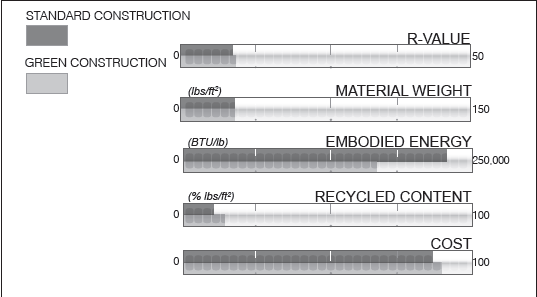 STANDARD CONSTRUCTION
GREEN CONSTRUCTION
R-VALUE
0 50
(lbs/ft²) MATERIAL WEIGHT
0 150
(BTU/lb) EMBODIED ENERGY
0 250,000
(% lbs/ft²) RECYCLED CONTENT
0 100
COST
0 100